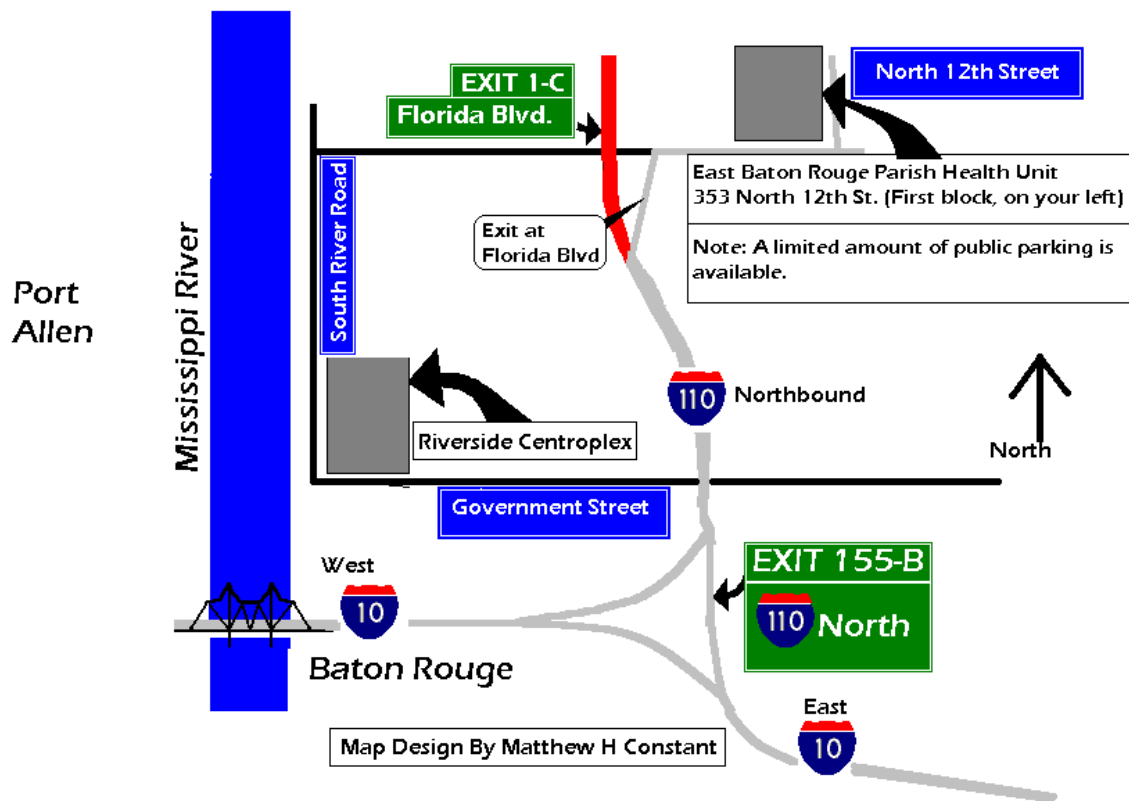 EXIT 1-C
Florida Blvd.
North 12th Street
East Baton Rouge Parish Health Unit
353 North 12th St. (First block, on your left)
Note: A limited amount of public parking is
available.
Exit at
Florida Blvd
South River Road
Mississippi River
Port
Allen
110
Northbound
Riverside Centroplex
North
Government Street
West
10
EXIT 155-B
110
North
Baton Rouge
East
10
Map Design By Matthew H Constant